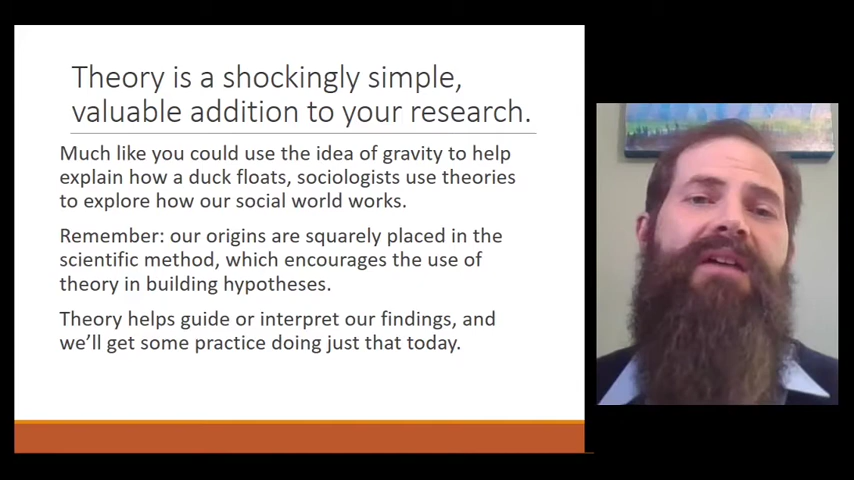 Theory is a shockingly simple,
valuable addition to your research.
Much like you could use the idea of gravity to help
explain how a duck floats, sociologists use theories
to explore how our social world works.
Remember: our origins are squarely placed in the
scientific method, which encourages the use of
theory in building hypotheses.
Theory helps guide or interpret our findings, and
we’ll get some practice doing just that today.